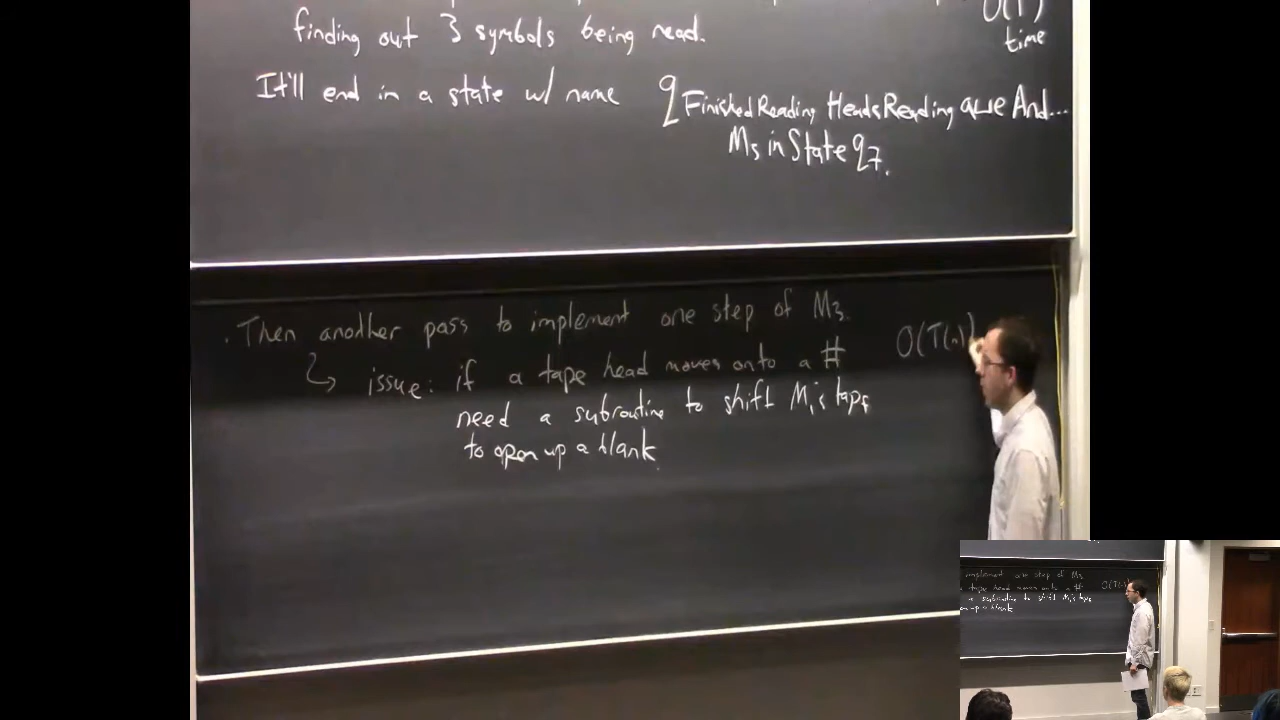 O(T)
finding out 3 symbols being read.
time
It'll end in a state w/ name q FinishedReading HeadsReading a⊔e And...
M3 in State q7.
. Then another pass to implement one step of M3.
O(T(n))
↳ issue: if a tape head moves onto a #
need a subroutine to shift M1's tape
to open up a blank.